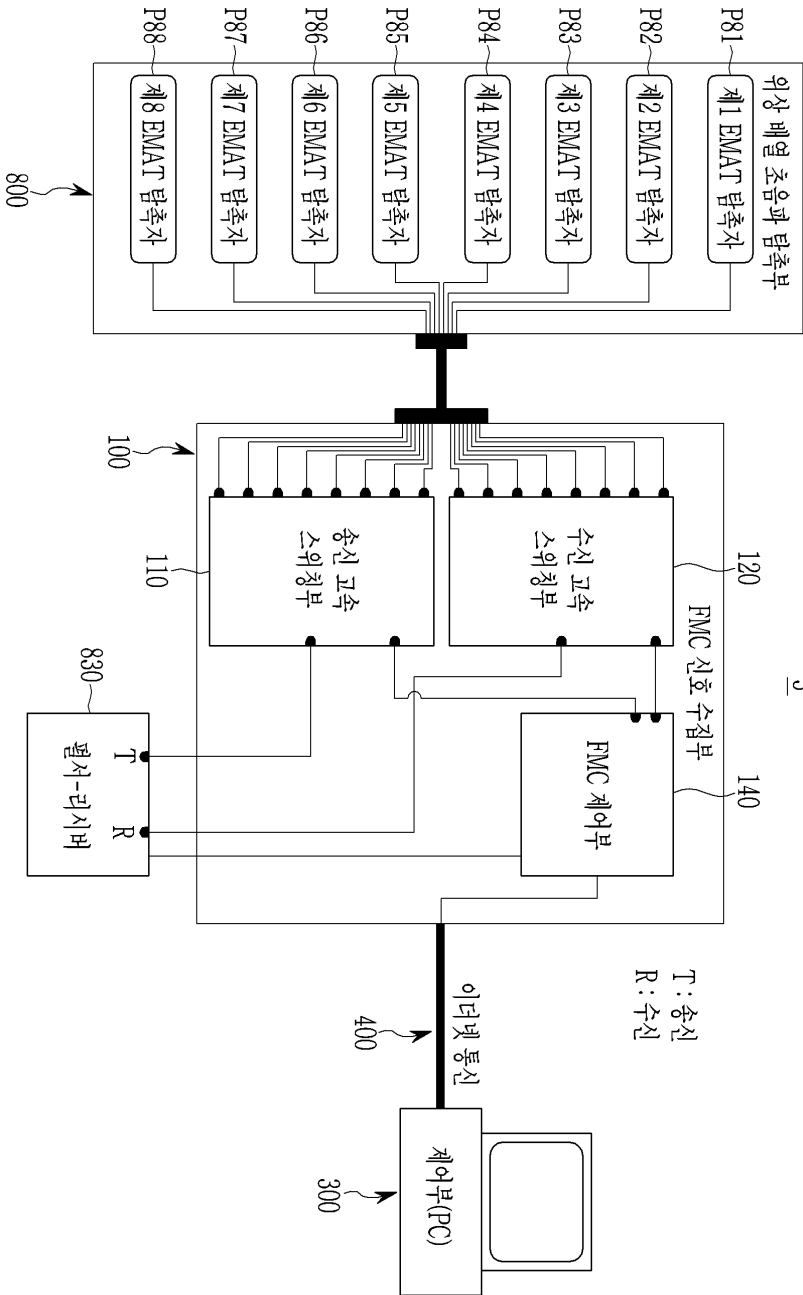 위상 배열 초음파 탐촉부
P81
제1 EMAT 탐촉자
P82
제2 EMAT 탐촉자
P83
제3 EMAT 탐촉자
P84
제4 EMAT 탐촉자
P85
제5 EMAT 탐촉자
P86
제6 EMAT 탐촉자
P87
제7 EMAT 탐촉자
P88
제8 EMAT 탐촉자
800
FMC 신호 수집부
100
120
수신 고속
스위칭부
송신 고속
스위칭부
110
140
FMC 제어부
830
T
R
펄서-리시버
T : 송신
R : 수신
이더넷 통신
400
제어부(PC)
300